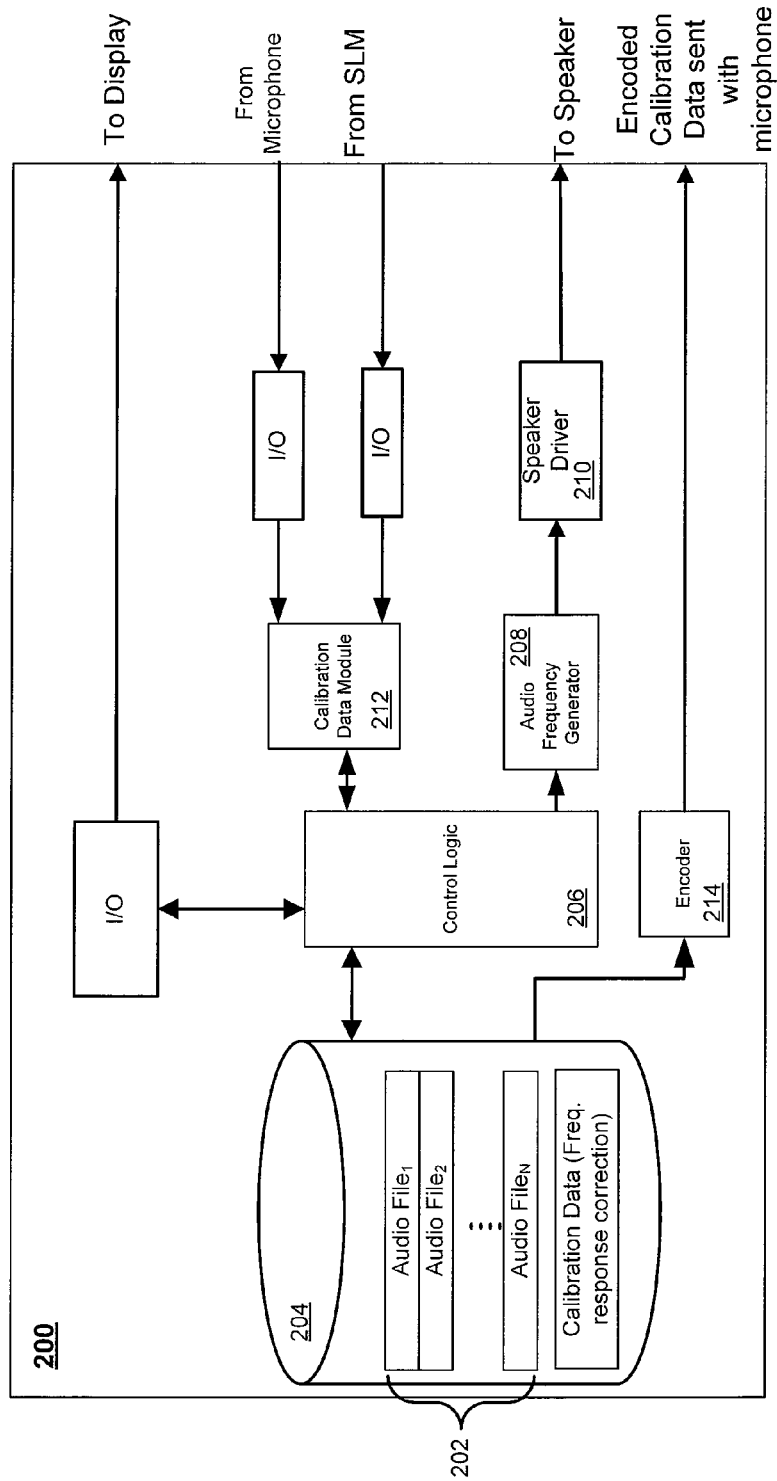 200
202
204
Audio File1
Audio File2
Audio FileN
Calibration Data (Freq.
response correction)
I/O
To Display
Control Logic
206
Calibration
Data Module
212
I/O
From
Microphone
I/O
From SLM
208
Audio
Frequency
Generator
Speaker
Driver
210
To Speaker
Encoder
214
Encoded
Calibration
Data sent
with
microphone